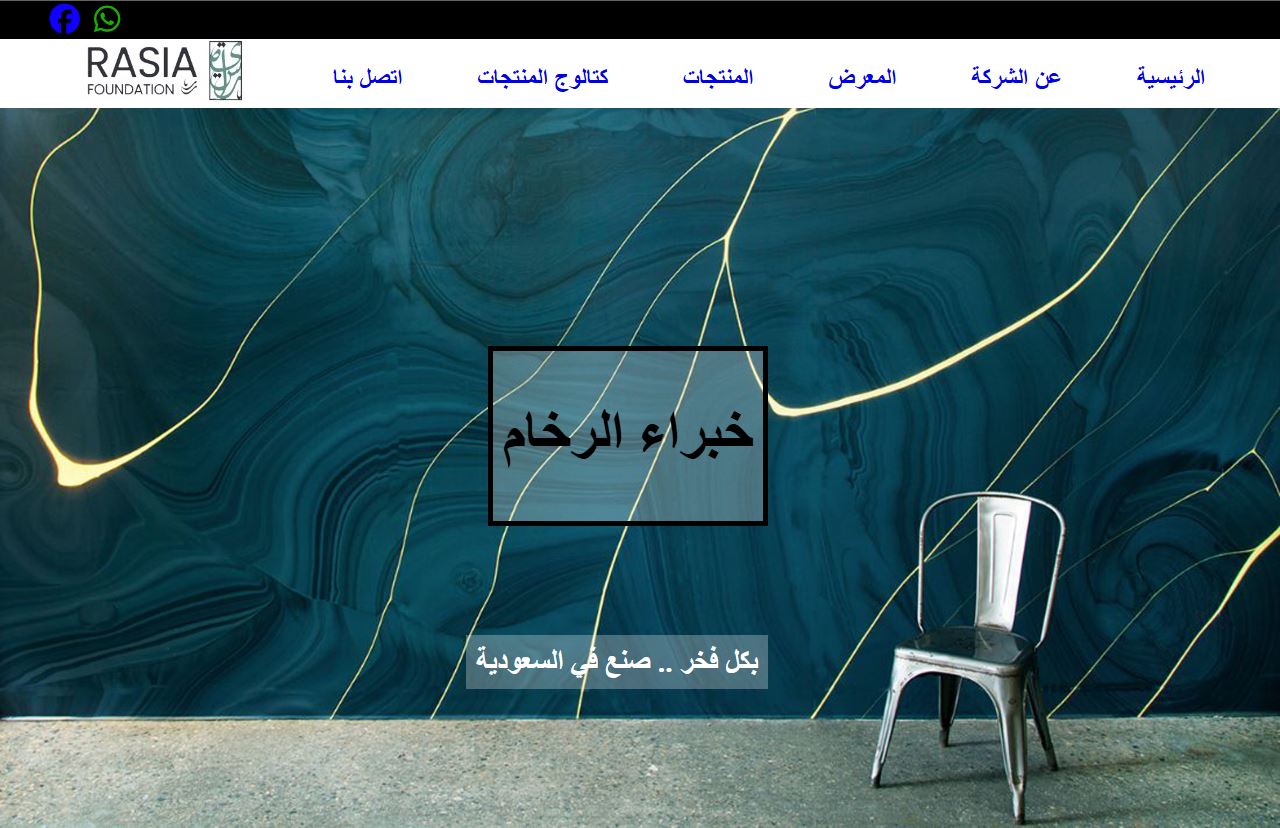 الرئيسية
عن الشركة
المعرض
المنتجات
كتالوج المنتجات
اتصل بنا
RASIA
FOUNDATION
خبراء الرخام
بكل فخر .. صنع في السعودية